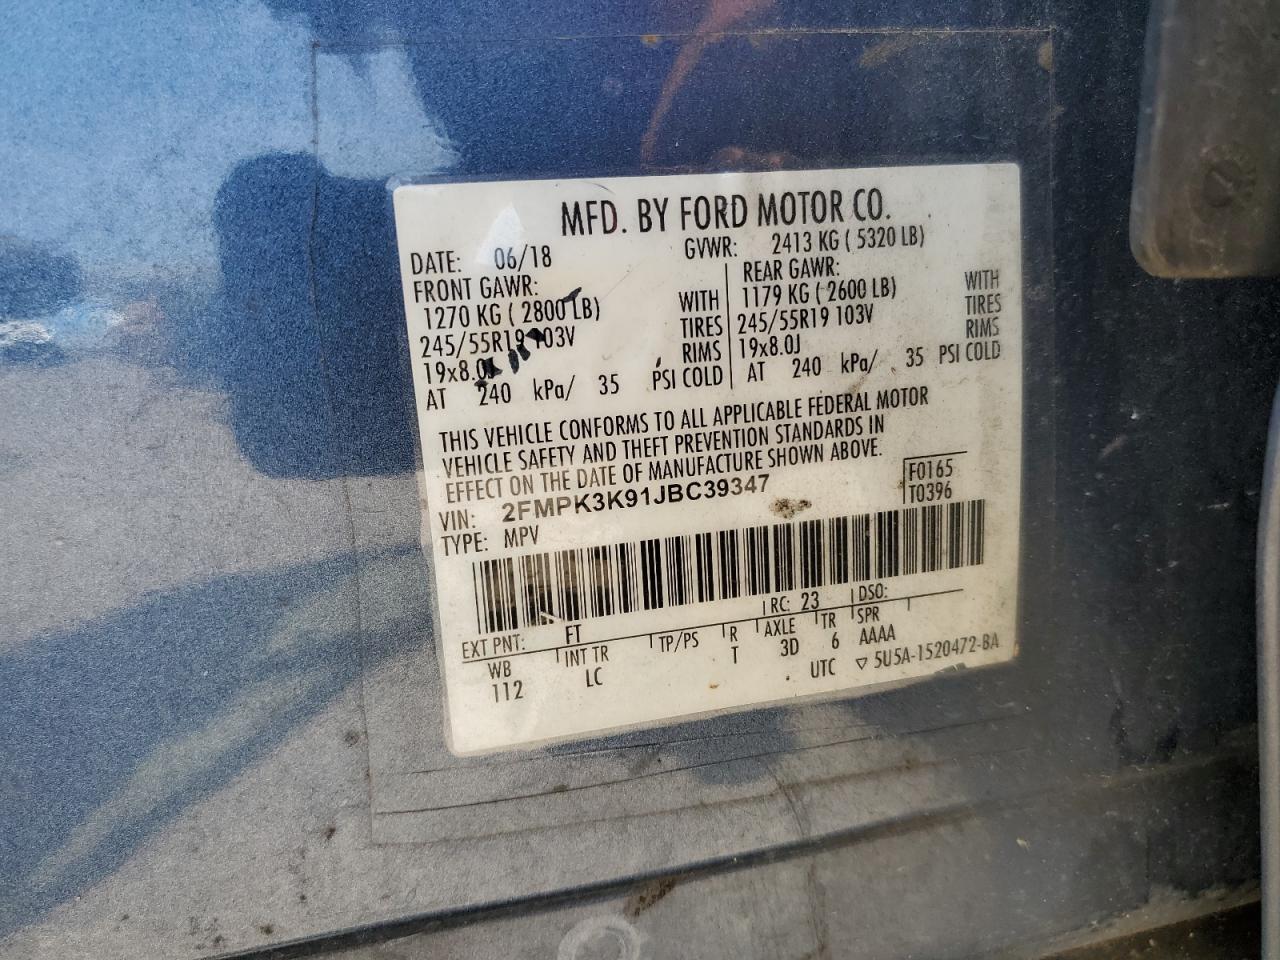 MFD. BY FORD MOTOR CO.
DATE: 06/18 GVWR: 2413 KG ( 5320 LB)
FRONT GAWR: REAR GAWR:
1270 KG ( 2800 LB) WITH 1179 KG ( 2600 LB) WITH
245/55R19 103V TIRES 245/55R19 103V TIRES
19x8.0J RIMS 19x8.0J RIMS
AT 240 kPa/ 35 PSI COLD AT 240 kPa/ 35 PSI COLD
THIS VEHICLE CONFORMS TO ALL APPLICABLE FEDERAL MOTOR
VEHICLE SAFETY AND THEFT PREVENTION STANDARDS IN
EFFECT ON THE DATE OF MANUFACTURE SHOWN ABOVE.
VIN: 2FMPK3K91JBC39347 F0165
TYPE: MPV T0396
EXT PNT: FT RC: 23 DSO:
WB INT TR TP/PS R AXLE TR SPR
112 LC T 3D 6 AAAA
UTC ▽ 5U5A-1520472-BA